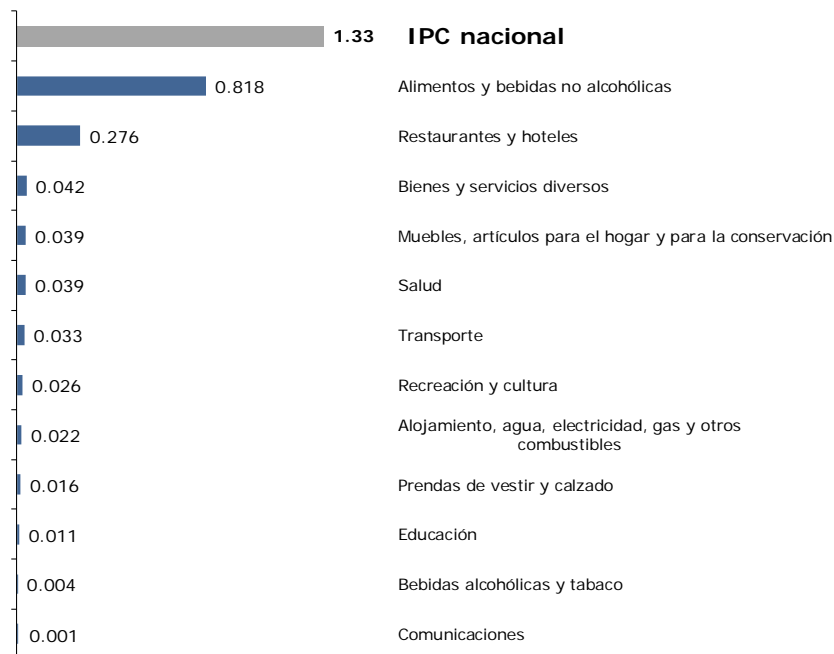 1.33 IPC nacional
0.818 Alimentos y bebidas no alcohólicas
0.276 Restaurantes y hoteles
0.042 Bienes y servicios diversos
0.039 Muebles, artículos para el hogar y para la conservación
0.039 Salud
0.033 Transporte
0.026 Recreación y cultura
0.022 Alojamiento, agua, electricidad, gas y otros
combustibles
0.016 Prendas de vestir y calzado
0.011 Educación
0.004 Bebidas alcohólicas y tabaco
0.001 Comunicaciones